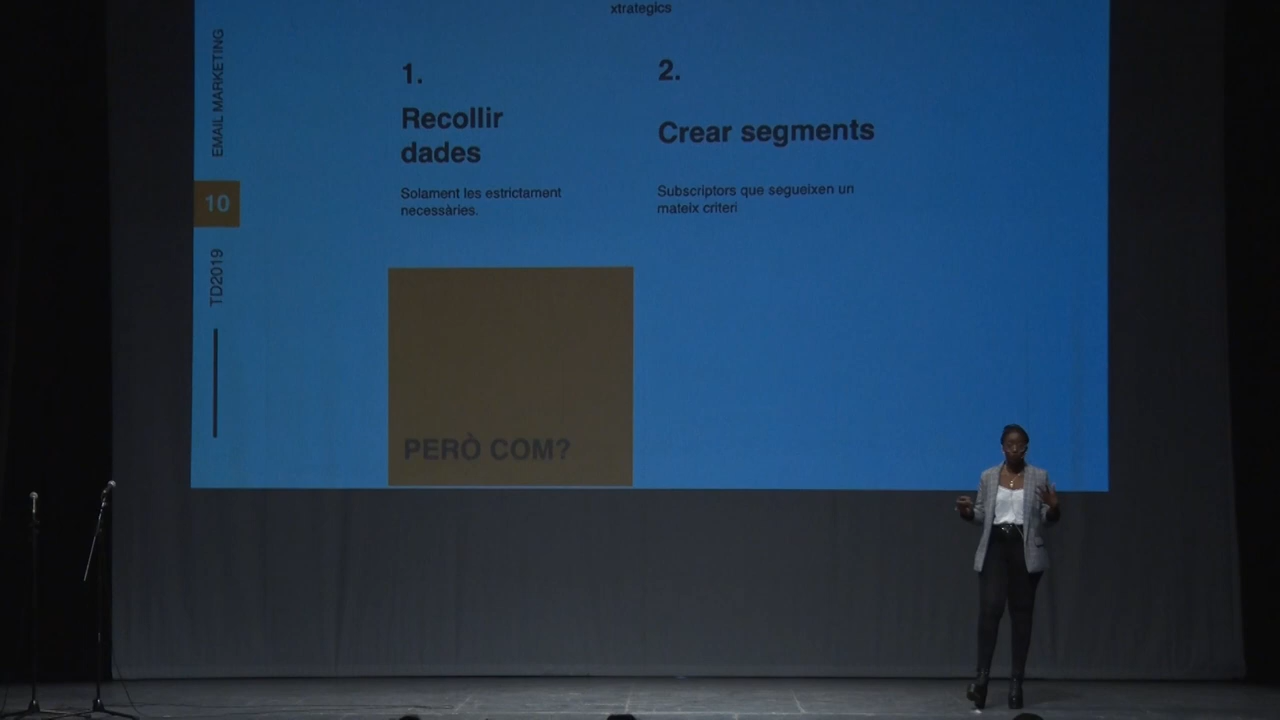 xtrategics
EMAIL MARKETING
10
TD2019
1.
Recollir
dades
Solament les estrictament
necessàries.
2.
Crear segments
Subscriptors que segueixen un
mateix criteri
PERÒ COM?